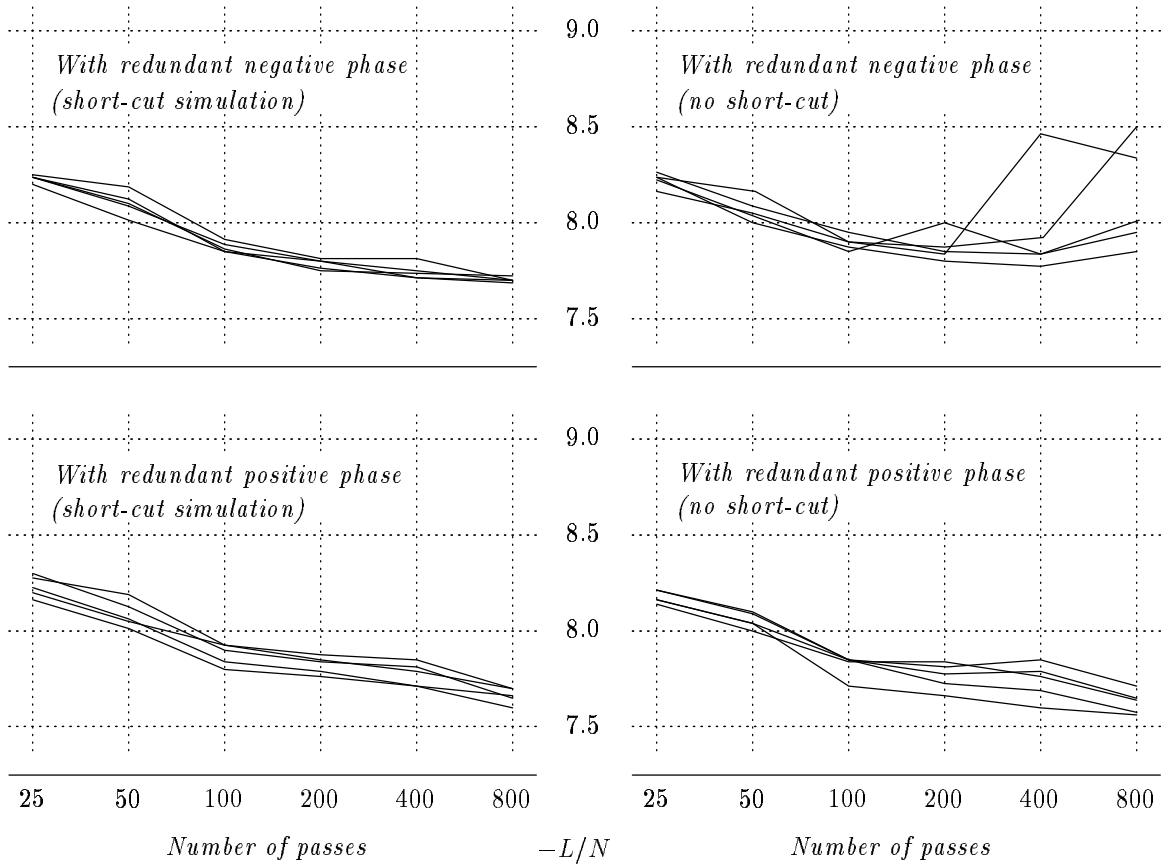 With redundant negative phase
(short-cut simulation)
9.0
8.5
8.0
7.5
With redundant negative phase
(no short-cut)
With redundant positive phase
(short-cut simulation)
9.0
8.5
8.0
7.5
With redundant positive phase
(no short-cut)
25 50 100 200 400 800
25 50 100 200 400 800
Number of passes
−L/N
Number of passes